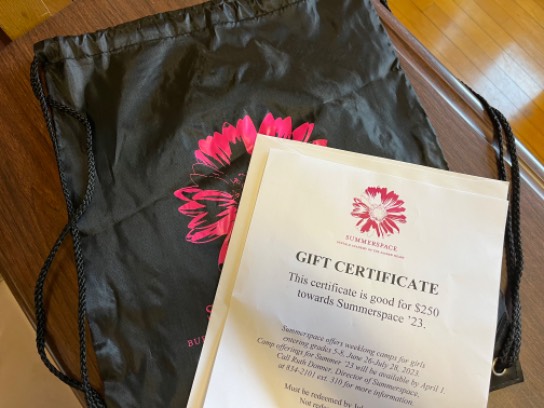 SUMMERSPACE
GIFT CERTIFICATE
This certificate is good for $250
towards Summerspace '23.
Summerspace offers weeklong camps for girls
entering grades 5-8, June 26-July 28, 2023.
Camp offerings for Summer '23 will be available by April 1.
Call Ruth Donner, Director of Summerspace,
at 834-2101 ext. 310 for more information.
Must be redeemed by
Not
BU